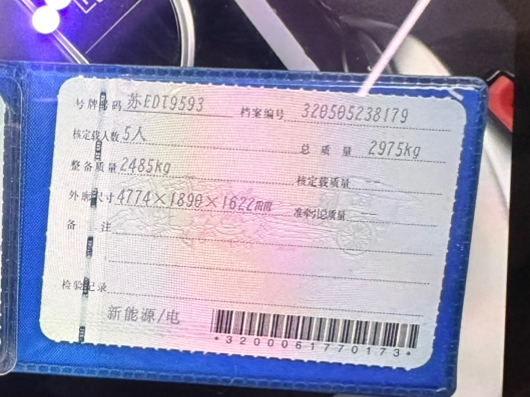 号牌号码 苏EDT9593 档案编号 320505238179
核定载人数 5人 总质量 2975kg
整备质量 2485kg 核定载质量 --
外廓尺寸 4774×1890×1622mm 准牵引总质量 --
备注
检验记录
新能源/电
*3200061770173*